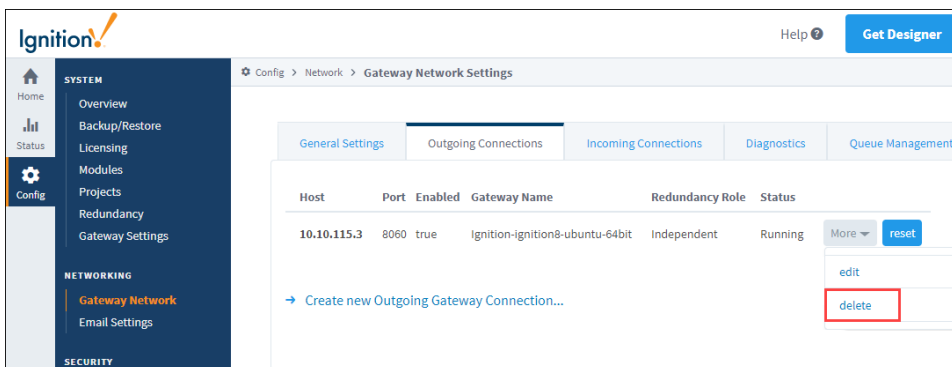 Ignition!
Help ?
Get Designer
Home
Status
Config
SYSTEM
Overview
Backup/Restore
Licensing
Modules
Projects
Redundancy
Gateway Settings
NETWORKING
Gateway Network
Email Settings
SECURITY
Config > Network > Gateway Network Settings
General Settings Outgoing Connections Incoming Connections Diagnostics Queue Management
Host Port Enabled Gateway Name Redundancy Role Status
10.10.115.3 8060 true Ignition-ignition8-ubuntu-64bit Independent Running More reset
edit
delete
→ Create new Outgoing Gateway Connection...